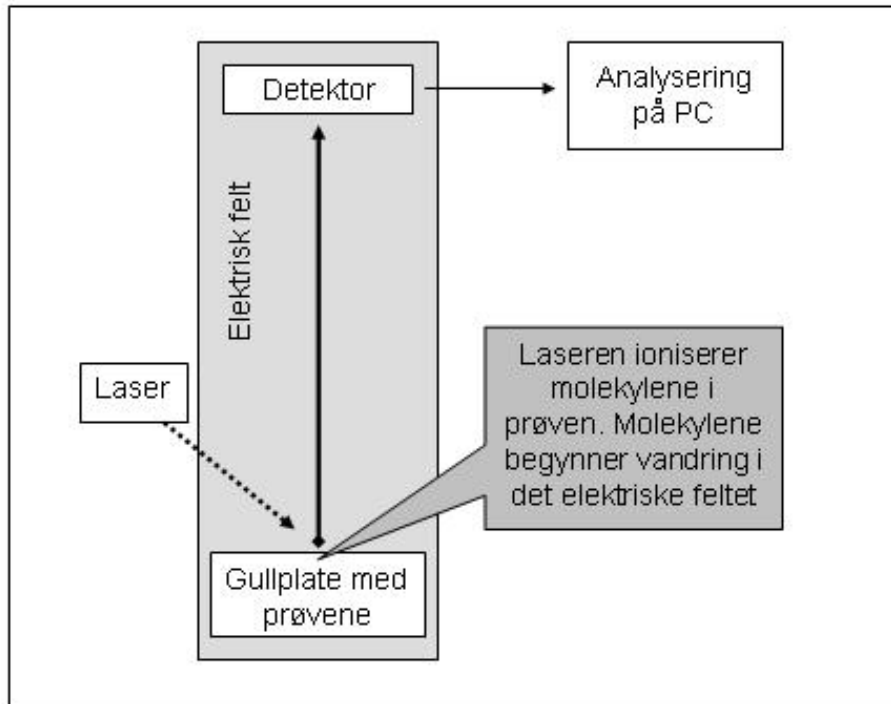 Detektor
Analysering
på PC
Elektrisk felt
Laser
Laseren ioniserer
molekylene i
prøven. Molekylene
begynner vandring i
det elektriske feltet
Gullplate med
prøvene